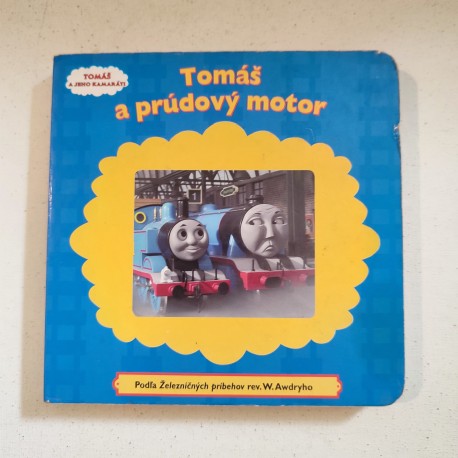 TOMÁŠ
A JEHO KAMARÁTI
Tomáš
a prúdový motor
Podľa Železničných príbehov rev. W. Awdryho